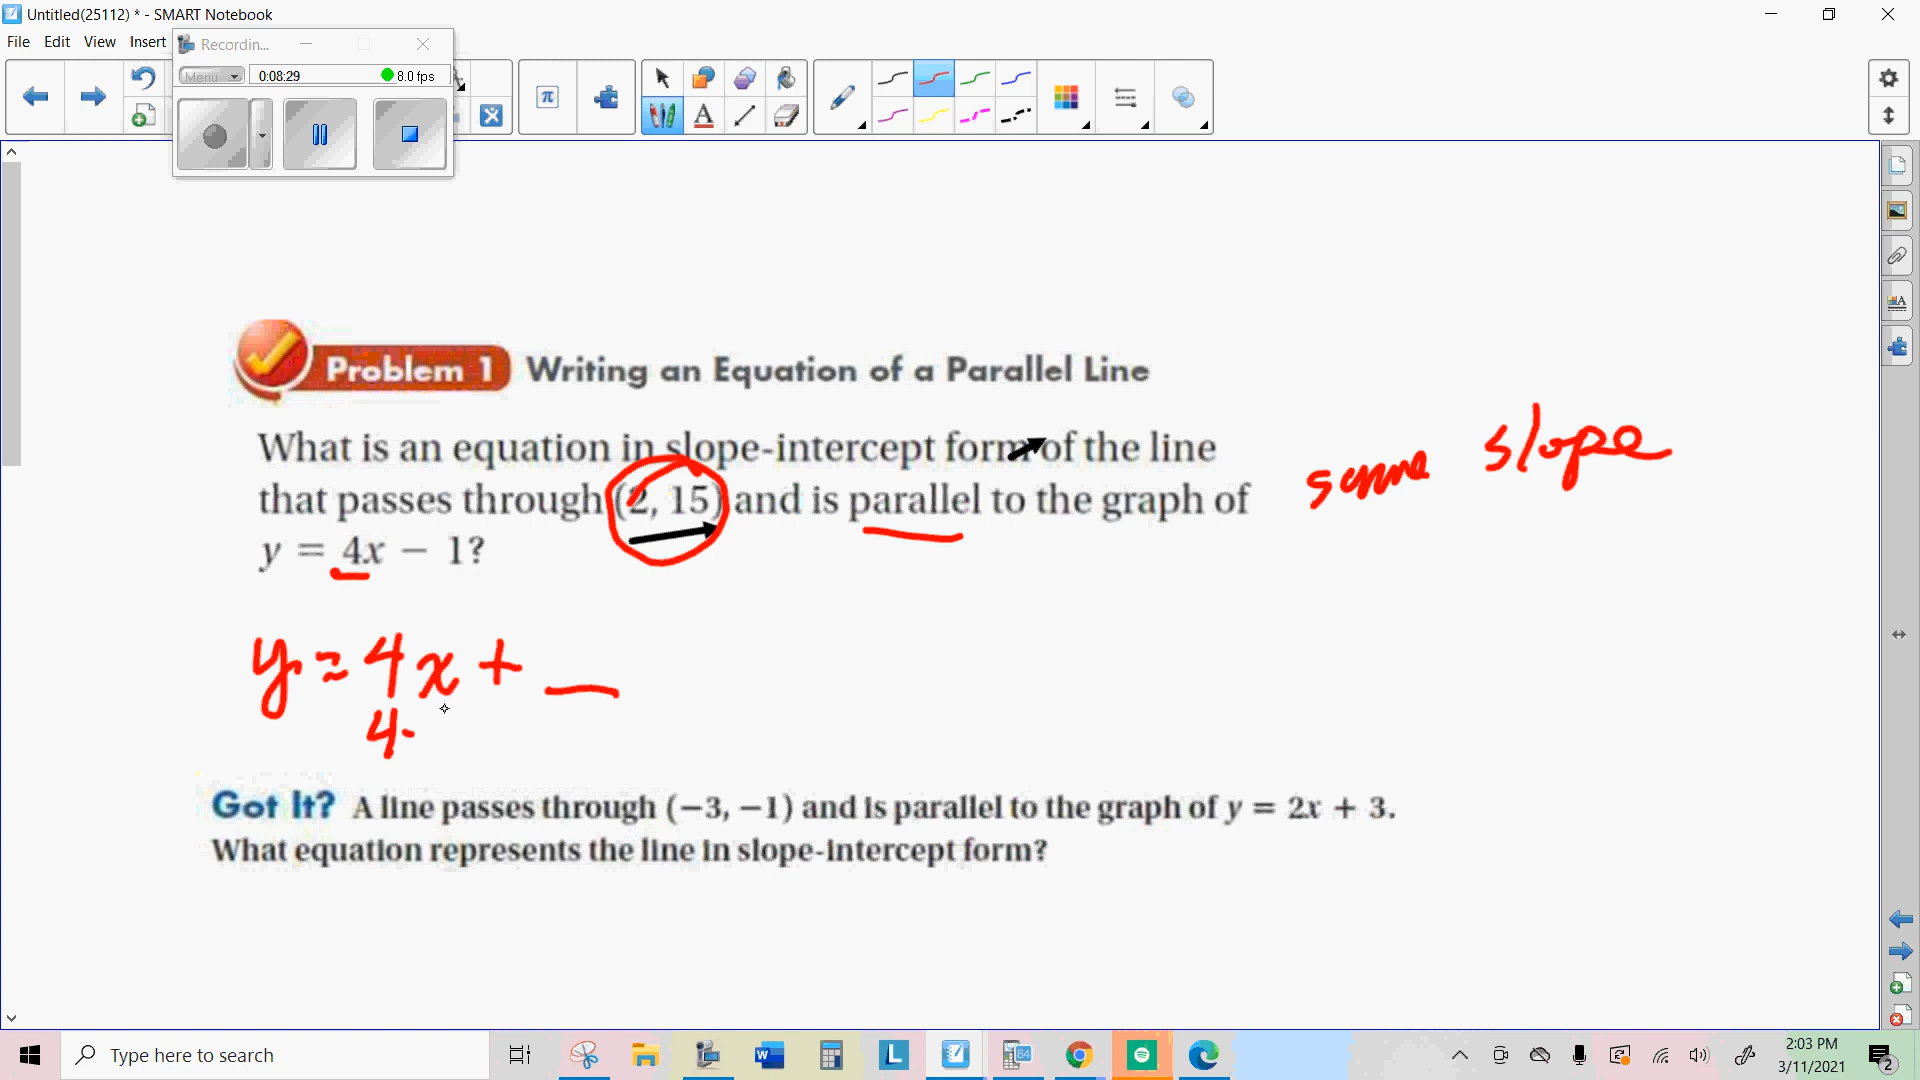 Untitled(25112) * - SMART Notebook
File Edit View Insert
Recordin...
Menu
0:08:29
8.0 fps
π
A
Problem 1 Writing an Equation of a Parallel Line
What is an equation in slope-intercept form of the line
that passes through (2, 15) and is parallel to the graph of
y = 4x − 1?
same slope
y = 4x + __
4·
Got It? A line passes through (−3, −1) and is parallel to the graph of y = 2x + 3.
What equation represents the line in slope-intercept form?
Type here to search
W
L
84
2:03 PM
3/11/2021
2